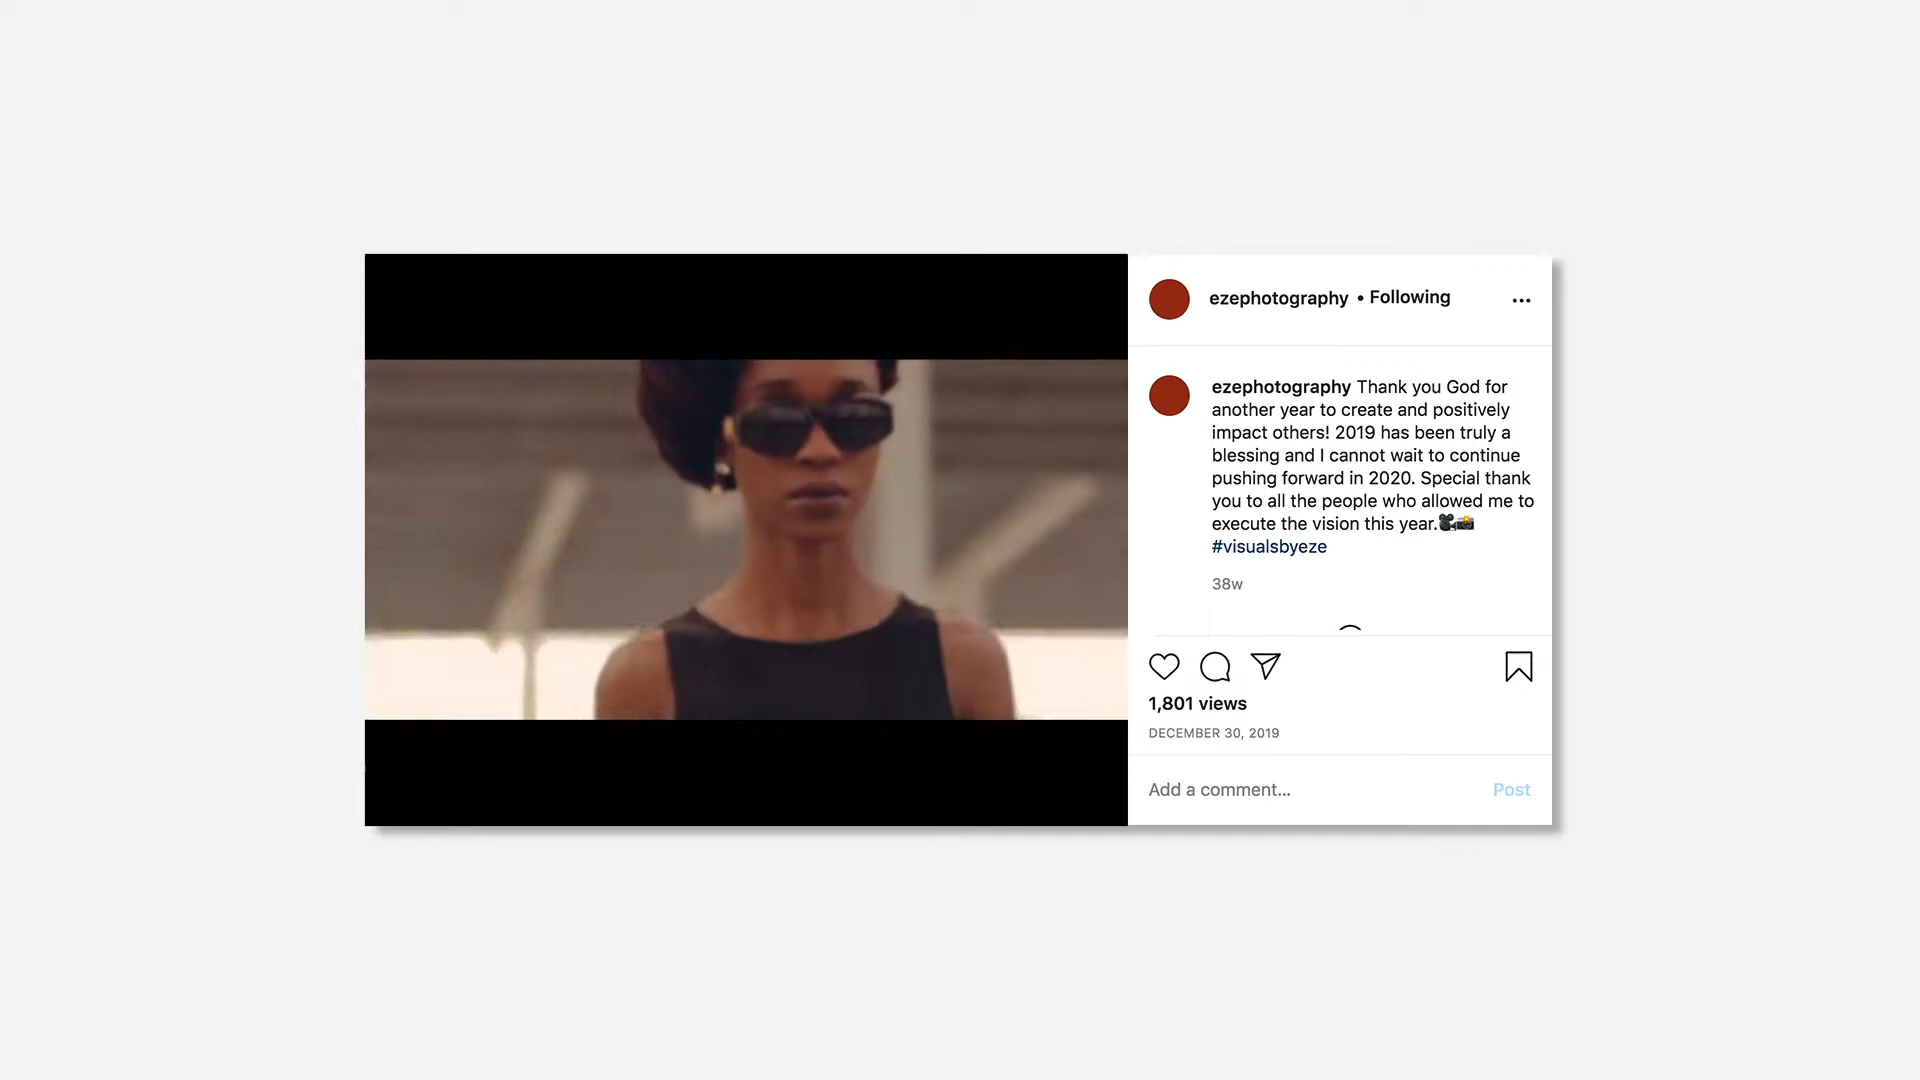 ezephotography • Following
ezephotography Thank you God for
another year to create and positively
impact others! 2019 has been truly a
blessing and I cannot wait to continue
pushing forward in 2020. Special thank
you to all the people who allowed me to
execute the vision this year.🎥📸
#visualsbyeze
38w
1,801 views
DECEMBER 30, 2019
Add a comment...
Post